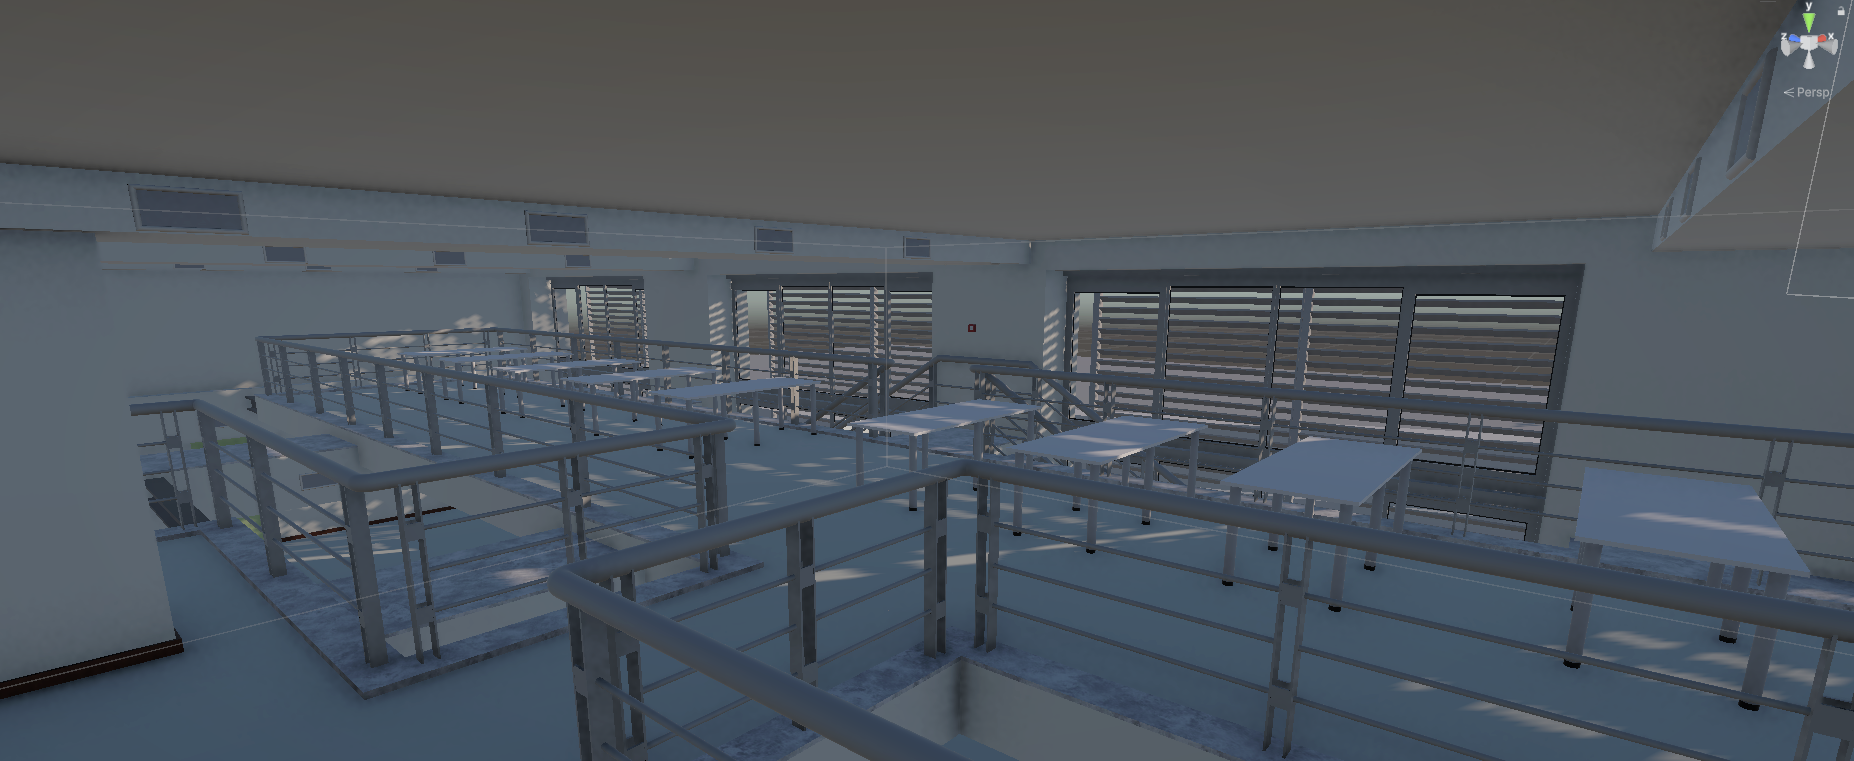 y
z x
< Persp